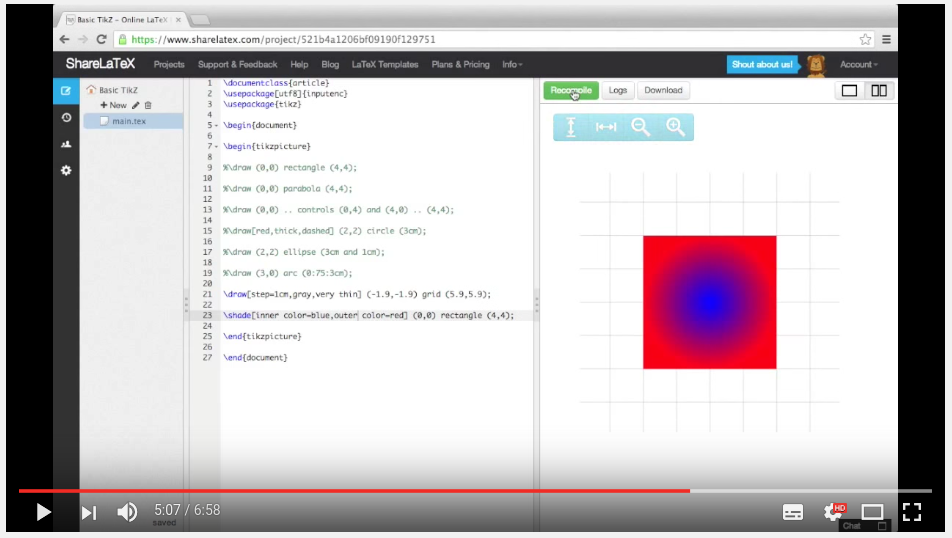 Basic TikZ – Online LaTeX
https://www.sharelatex.com/project/521b4a1206bf09190f129751
ShareLaTeX Projects Support & Feedback Help Blog LaTeX Templates Plans & Pricing Info Shout about us! Account
Basic TikZ
+ New
main.tex
Recompile Logs Download
1 \documentclass{article}
2 \usepackage[utf8]{inputenc}
3 \usepackage{tikz}
4
5 \begin{document}
6
7 \begin{tikzpicture}
8
9 %\draw (0,0) rectangle (4,4);
10
11 %\draw (0,0) parabola (4,4);
12
13 %\draw (0,0) .. controls (0,4) and (4,0) .. (4,4);
14
15 %\draw[red,thick,dashed] (2,2) circle (3cm);
16
17 %\draw (2,2) ellipse (3cm and 1cm);
18
19 %\draw (3,0) arc (0:75:3cm);
20
21 \draw[step=1cm,gray,very thin] (-1.9,-1.9) grid (5.9,5.9);
22
23 \shade[inner color=blue,outer color=red] (0,0) rectangle (4,4);
24
25 \end{tikzpicture}
26
27 \end{document}
5:07 / 6:58
saved
HD
Chat